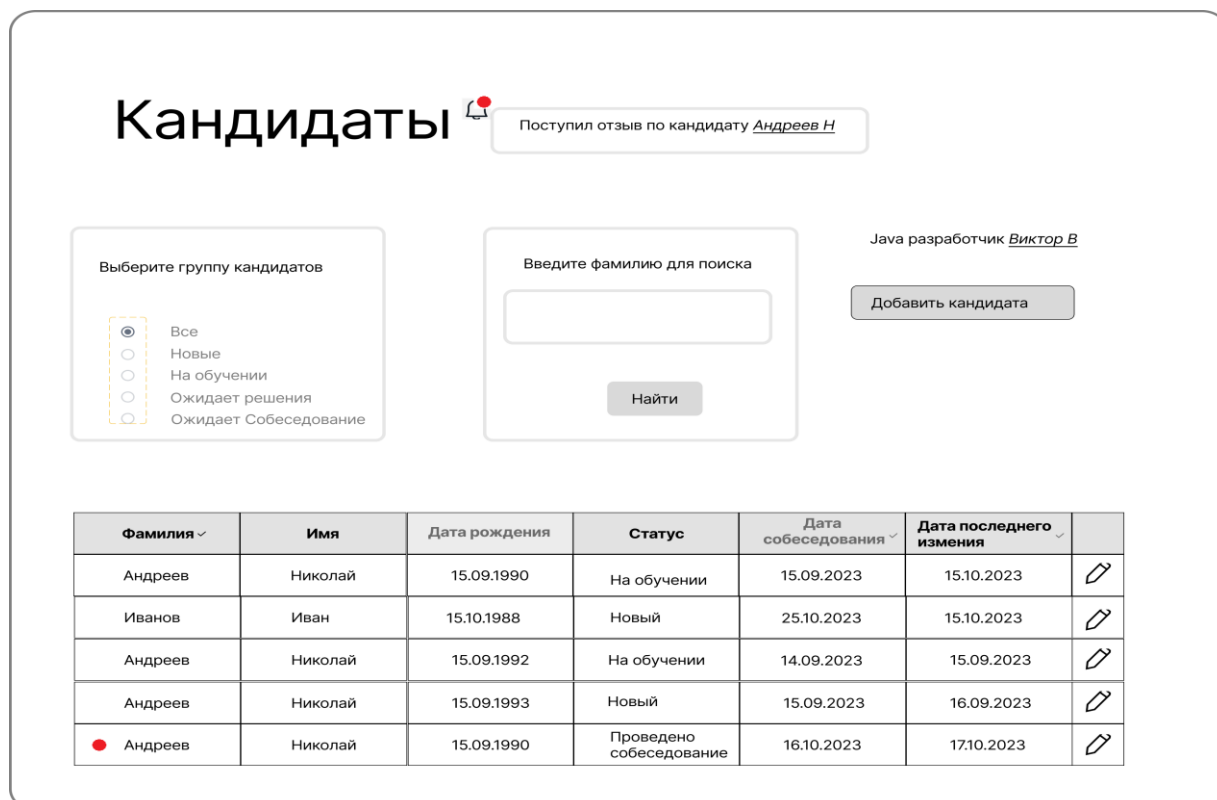 Кандидаты
Поступил отзыв по кандидату Андреев Н
Java разработчик Виктор В
Выберите группу кандидатов
Все
Новые
На обучении
Ожидает решения
Ожидает Собеседование
Введите фамилию для поиска
Найти
Добавить кандидата
Фамилия Имя Дата рождения Статус Дата собеседования Дата последнего измения
Андреев Николай 15.09.1990 На обучении 15.09.2023 15.10.2023
Иванов Иван 15.10.1988 Новый 25.10.2023 15.10.2023
Андреев Николай 15.09.1992 На обучении 14.09.2023 15.09.2023
Андреев Николай 15.09.1993 Новый 15.09.2023 16.09.2023
Андреев Николай 15.09.1990 Проведено собеседование 16.10.2023 17.10.2023